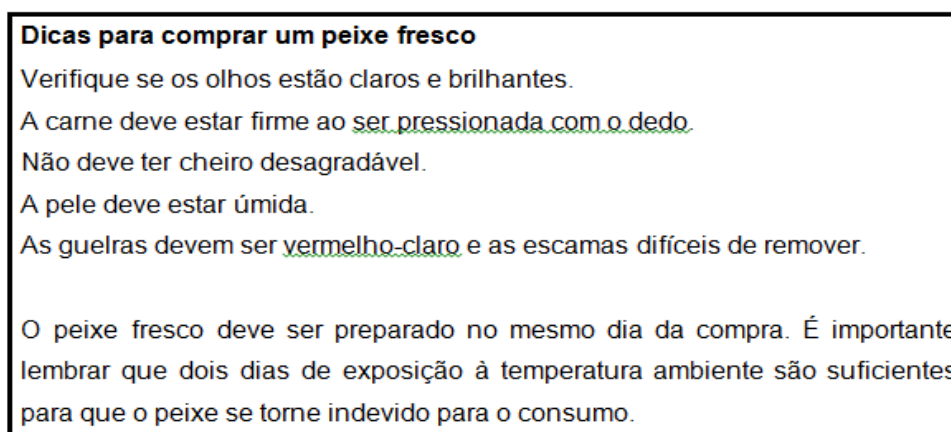 Dicas para comprar um peixe fresco
Verifique se os olhos estão claros e brilhantes.
A carne deve estar firme ao ser pressionada com o dedo.
Não deve ter cheiro desagradável.
A pele deve estar úmida.
As guelras devem ser vermelho-claro e as escamas difíceis de remover.
O peixe fresco deve ser preparado no mesmo dia da compra. É importante
lembrar que dois dias de exposição à temperatura ambiente são suficientes
para que o peixe se torne indevido para o consumo.